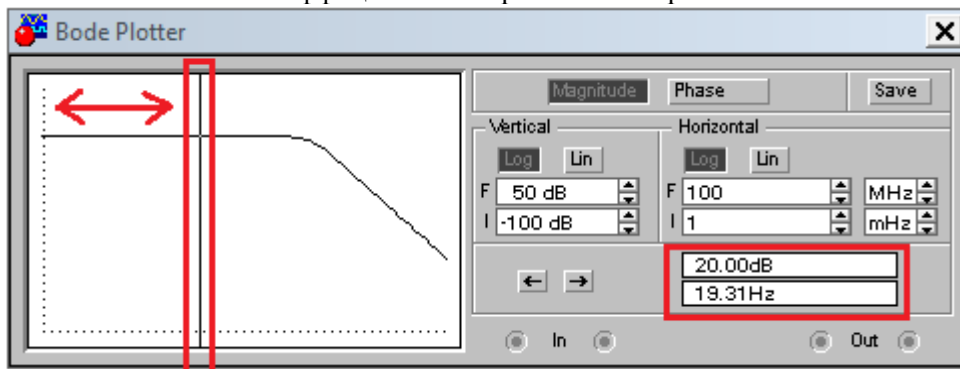 Bode Plotter
Magnitude Phase Save
Vertical Horizontal
Log Lin Log Lin
F 50 dB F 100 MHz
I -100 dB I 1 mHz
← → 20.00dB
19.31Hz
In Out